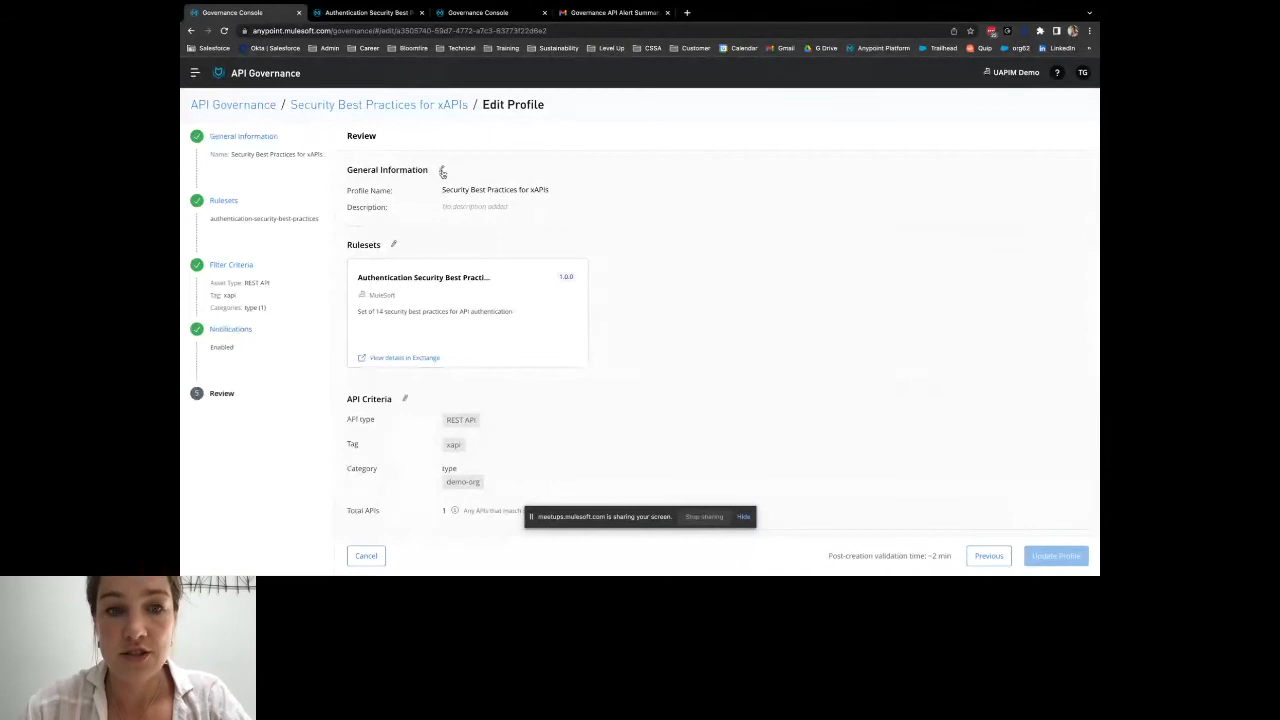 Governance Console
Authentication Security Best P
Governance Console
Governance API Alert Summar
anypoint.mulesoft.com/governance/#/edit/a3505740-59d7-4772-a7c3-63773f22d6e2
Salesforce
Okta | Salesforce
Admin
Career
Bloomfire
Technical
Training
Sustainability
Level Up
CSSA
Customer
Calendar
Gmail
G Drive
Anypoint Platform
Trailhead
Quip
org62
LinkedIn
API Governance
UAPIM Demo
?
TG
API Governance / Security Best Practices for xAPIs / Edit Profile
General Information
Name: Security Best Practices for xAPIs...
Rulesets
authentication-security-best-practices
Filter Criteria
Asset Type: REST API
Tag: xapi
Categories: type (1)
Notifications
Enabled
5 Review
Review
General Information
Profile Name: Security Best Practices for xAPIs
Description: No description added
Rulesets
Authentication Security Best Practi... 1.0.0
MuleSoft
Set of 14 security best practices for API authentication
View details in Exchange
API Criteria
API type REST API
Tag xapi
Category type
demo-org
Total APIs 1 Any APIs that match
meetups.mulesoft.com is sharing your screen. Stop sharing Hide
Cancel
Post-creation validation time: ~2 min
Previous
Update Profile